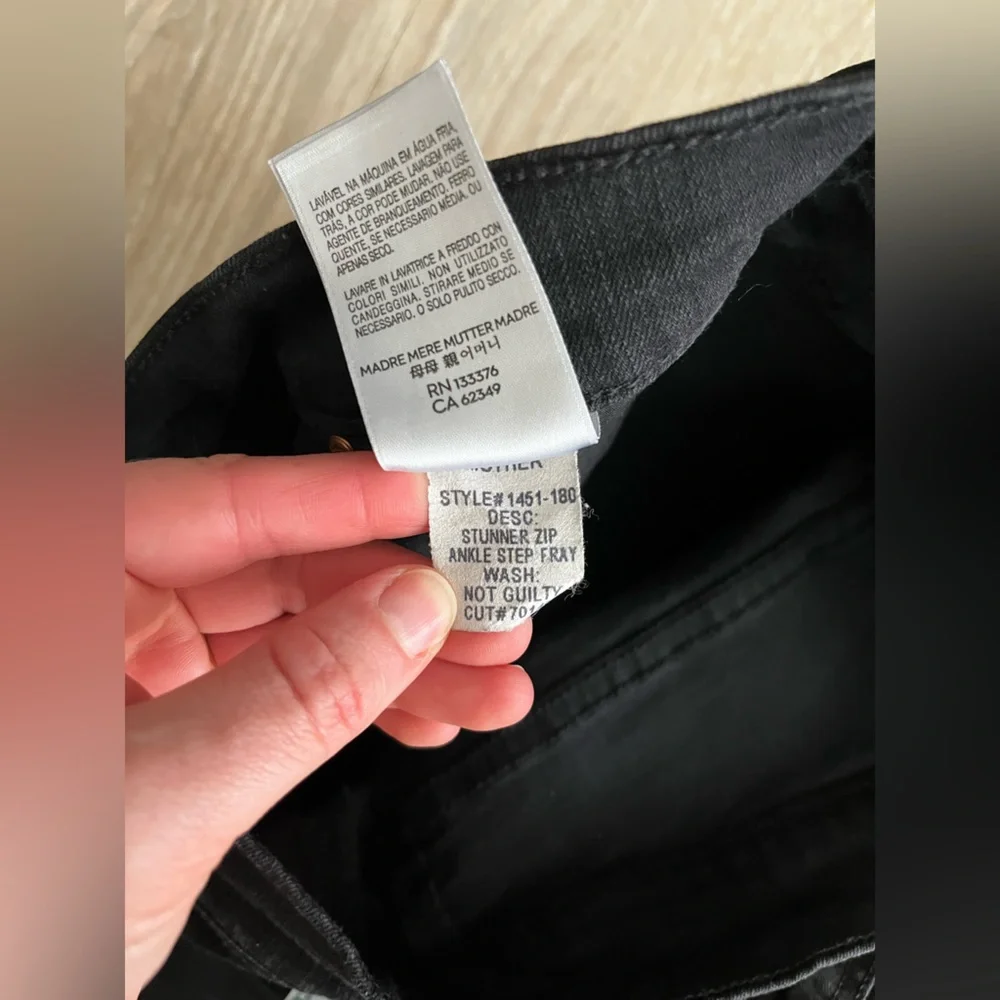 LAVÁVEL NA MÁQUINA EM ÁGUA FRIA,
COM CORES SIMILARES. LAVAGEM PARA
TRÁS, A COR PODE MUDAR. NÃO USE
AGENTE DE BRANQUEAMENTO. FERRO
QUENTE, SE NECESSARIO MÉDIA. OU
APENAS SECO.
LAVARE IN LAVATRICE A FREDDO CON
COLORI SIMILI. NON UTILIZZATO
CANDEGGINA. STIRARE MEDIO SE
NECESSARIO. O SOLO PULITO SECCO.
MADRE MERE MUTTER MADRE
母母 親 어머니
RN 133376
CA 62349
STYLE# 1451-180
DESC:
STUNNER ZIP
ANKLE STEP FRAY
WASH:
NOT GUILTY
CUT# 701